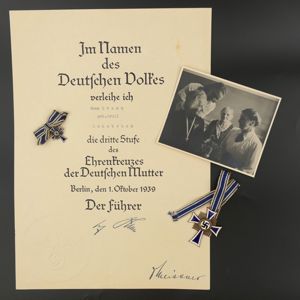 Im Namen
des
Deutschen Volkes
verleihe ich
die dritte Stufe
des
Ehrenkreuzes
der Deutschen Mutter
Berlin, den 1. Oktober 1939
Der Führer